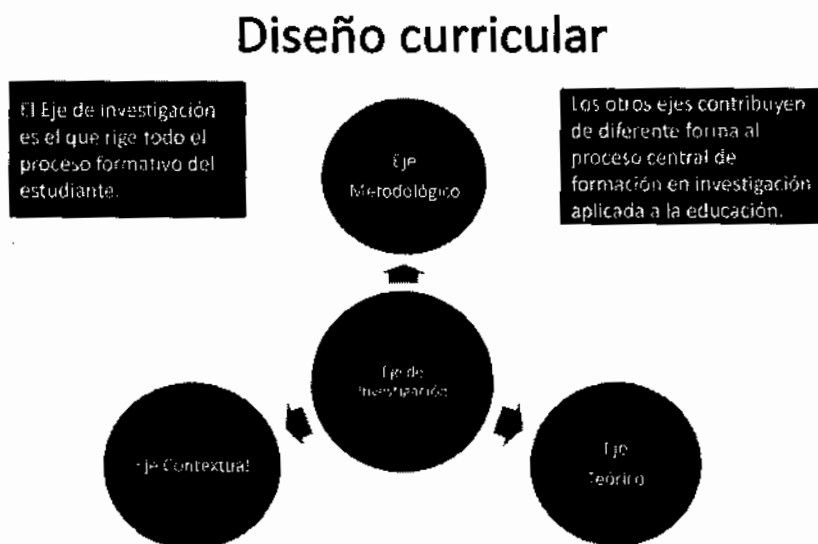 Diseño curricular
El Eje de investigación
es el que rige todo el
proceso formativo del
estudiante.
Los otros ejes contribuyen
de diferente forma al
proceso central de
formación en investigación
aplicada a la educación.
Eje
Metodológico
Eje de
Investigación
Eje Contextual
Eje
Teórico